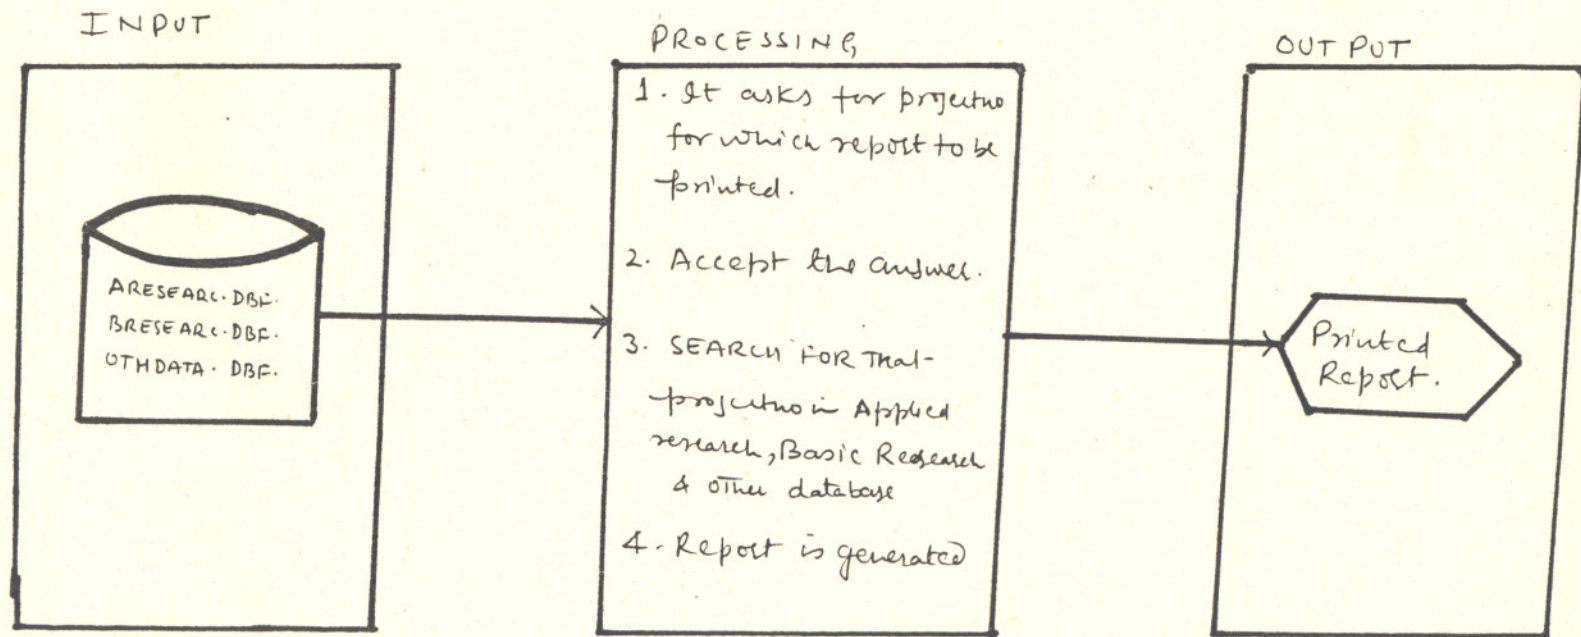 INPUT
ARESEARC.DBF.
BRESEARC.DBF.
OTHDATA.DBF.
PROCESSING
1. It asks for projectno
for which report to be
printed.
2. Accept the answer.
3. SEARCH FOR That
projectno in Applied
research, Basic Research
& other database
4. Report is generated
OUTPUT
Printed
Report.